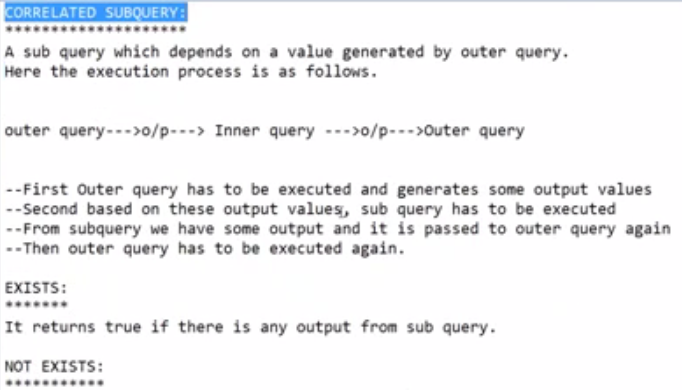 CORRELATED SUBQUERY:
********************
A sub query which depends on a value generated by outer query.
Here the execution process is as follows.
outer query--->o/p---> Inner query --->o/p--->Outer query
--First Outer query has to be executed and generates some output values
--Second based on these output values, sub query has to be executed
--From subquery we have some output and it is passed to outer query again
--Then outer query has to be executed again.
EXISTS:
*******
It returns true if there is any output from sub query.
NOT EXISTS:
***********